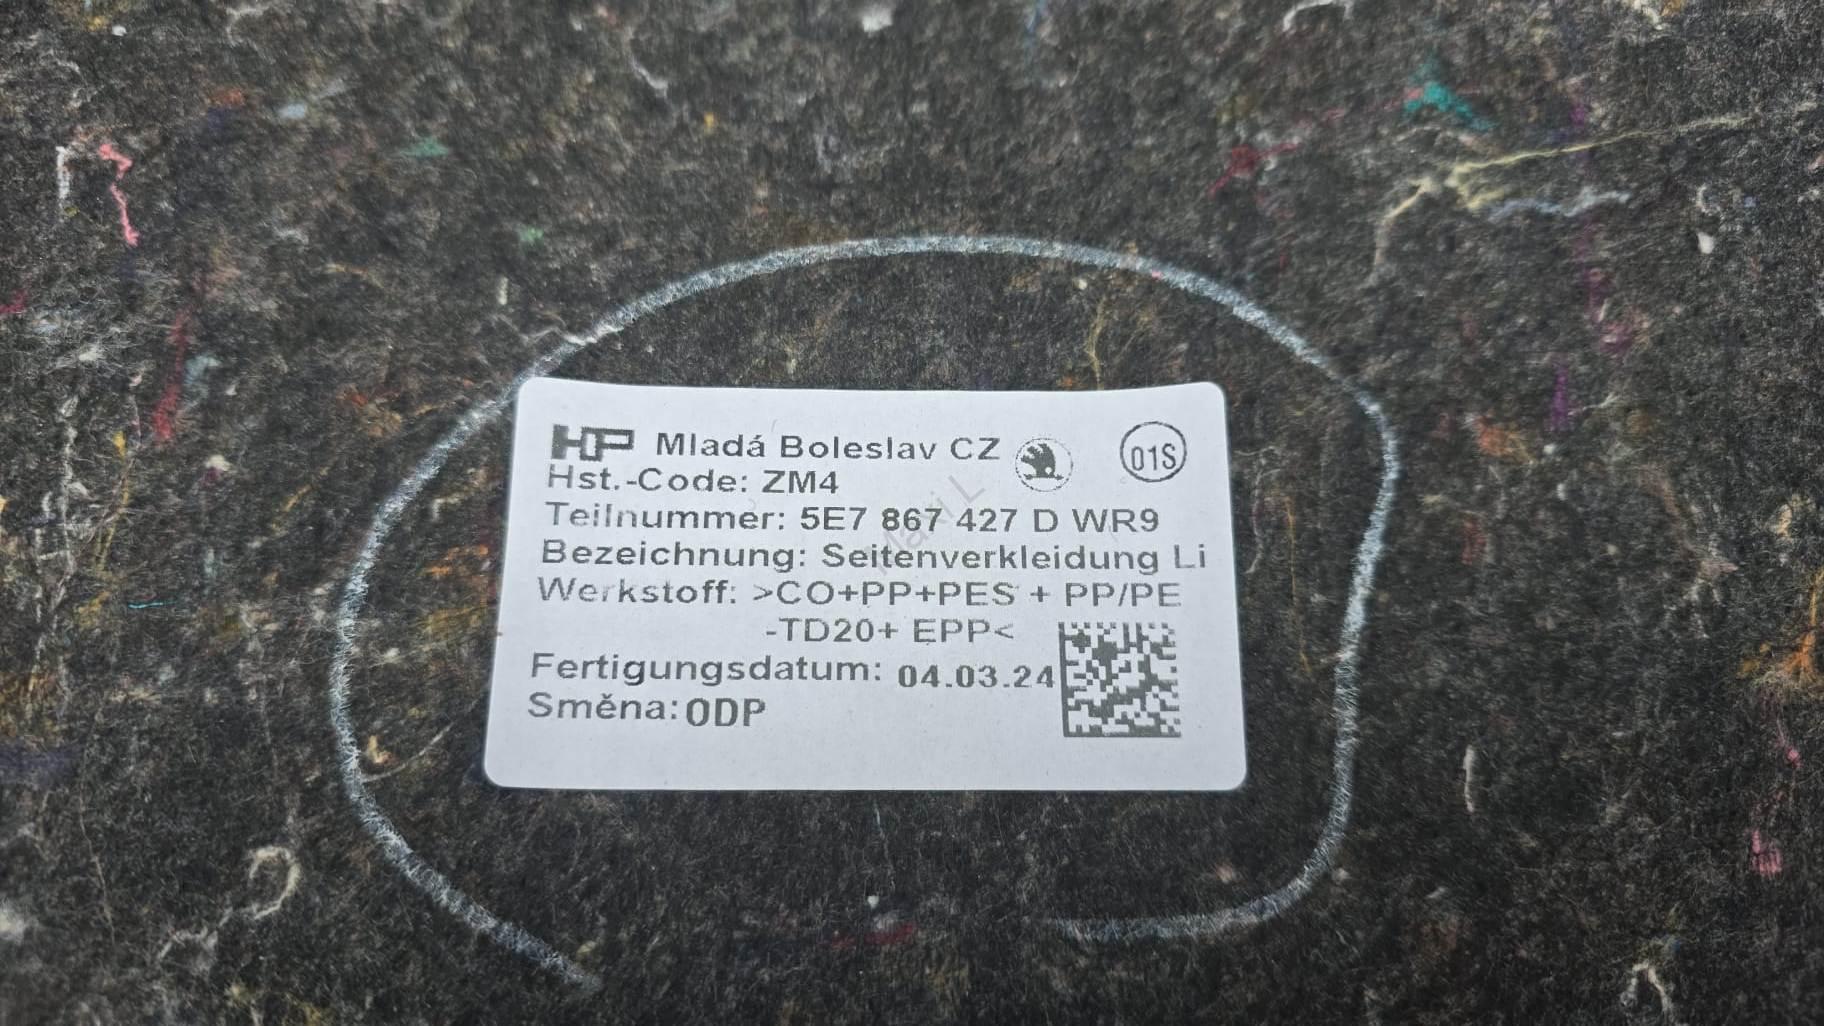 HP Mladá Boleslav CZ 01S
Hst.-Code: ZM4
Teilnummer: 5E7 867 427 D WR9
Bezeichnung: Seitenverkleidung Li
Werkstoff: >CO+PP+PES + PP/PE
-TD20+ EPP<
Fertigungsdatum: 04.03.24
Směna: ODP